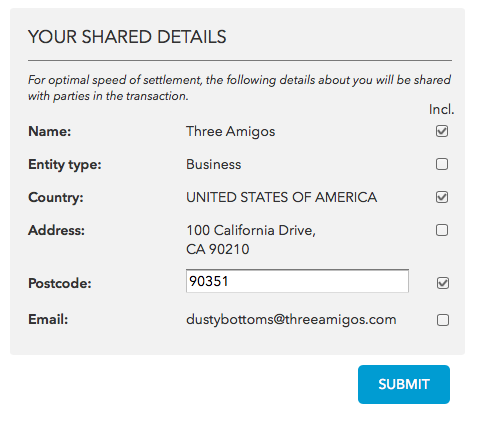 YOUR SHARED DETAILS
For optimal speed of settlement, the following details about you will be shared
with parties in the transaction.
Incl.
Name: Three Amigos
Entity type: Business
Country: UNITED STATES OF AMERICA
Address: 100 California Drive,
CA 90210
Postcode: 90351
Email: dustybottoms@threeamigos.com
SUBMIT